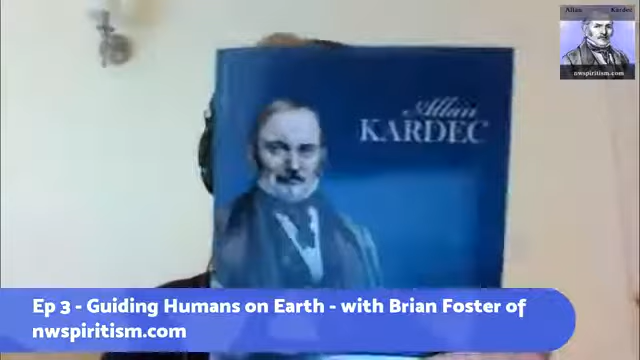 Allan Kardec
nwspiritism.com
Allan
KARDEC
Ep 3 - Guiding Humans on Earth - with Brian Foster of
nwspiritism.com